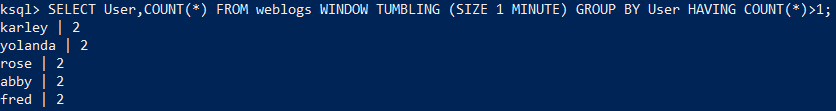 ksql> SELECT User,COUNT(*) FROM weblogs WINDOW TUMBLING (SIZE 1 MINUTE) GROUP BY User HAVING COUNT(*)>1;
karley | 2
yolanda | 2
rose | 2
abby | 2
fred | 2